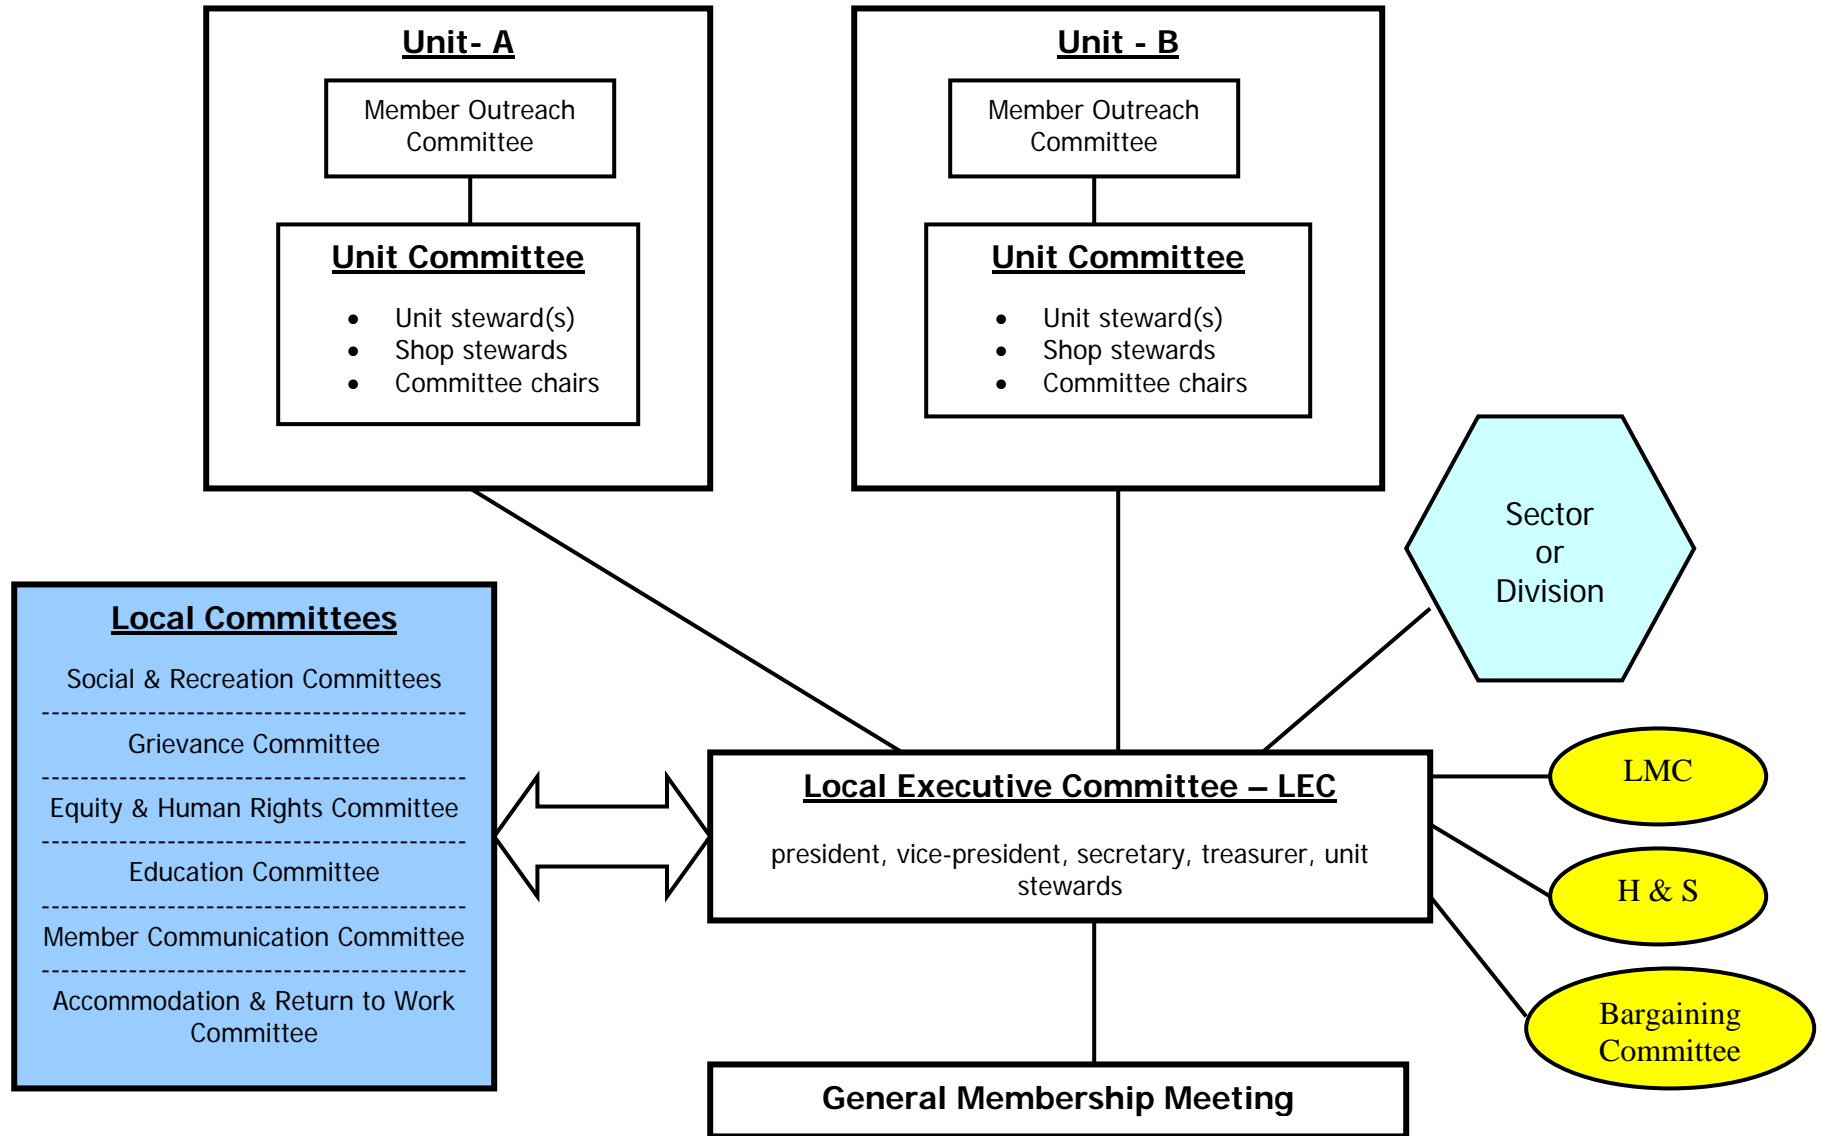 Unit- A
Member Outreach
Committee
Unit Committee
• Unit steward(s)
• Shop stewards
• Committee chairs
Unit - B
Member Outreach
Committee
Unit Committee
• Unit steward(s)
• Shop stewards
• Committee chairs
Sector
or
Division
Local Committees
Social & Recreation Committees
Grievance Committee
Equity & Human Rights Committee
Education Committee
Member Communication Committee
Accommodation & Return to Work
Committee
Local Executive Committee – LEC
president, vice-president, secretary, treasurer, unit
stewards
LMC
H & S
Bargaining
Committee
General Membership Meeting